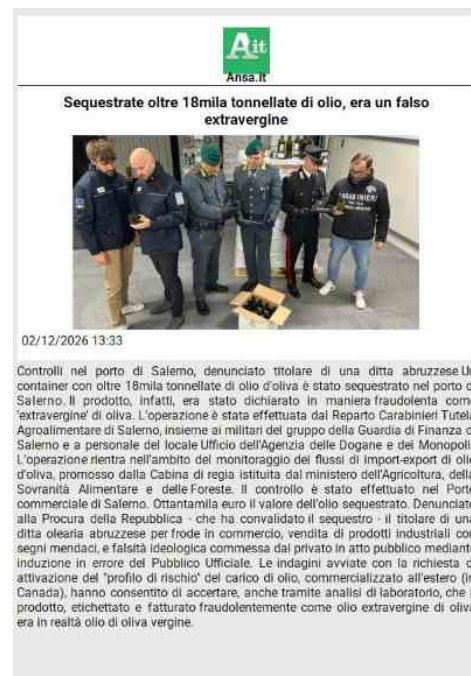 Ait
Ansa.it
Sequestrate oltre 18mila tonnellate di olio, era un falso
extravergine
CARABINIERI
02/12/2026 13:33
Controlli nel porto di Salerno, denunciato titolare di una ditta abruzzese Un
container con oltre 18mila tonnellate di olio d'oliva è stato sequestrato nel porto d
Salerno. Il prodotto, infatti, era stato dichiarato in maniera fraudolenta com
'extravergine' di oliva. L'operazione è stata effettuata dal Reparto Carabinieri Tutel
Agroalimentare di Salerno, insieme ai militari del gruppo della Guardia di Finanza d
Salerno e a personale del locale Ufficio dell'Agenzia delle Dogane e dei Monopoli
L'operazione rientra nell'ambito del monitoraggio dei flussi di import-export di oli
d'oliva, promosso dalla Cabina di regia istituita dal ministero dell'Agricoltura, della
Sovranità Alimentare e delle Foreste. Il controllo è stato effettuato nel Porto
commerciale di Salerno. Ottantamila euro il valore dell'olio sequestrato. Denunciato
alla Procura della Repubblica - che ha convalidato il sequestro - il titolare di una
ditta olearia abruzzese per frode in commercio, vendita di prodotti industriali con
segni mendaci, e falsità ideologica commessa dal privato in atto pubblico mediant
induzione in errore del Pubblico Ufficiale. Le indagini avviate con la richiesta d
attivazione del "profilo di rischio" del carico di olio, commercializzato all'estero (in
Canada), hanno consentito di accertare, anche tramite analisi di laboratorio, che i
prodotto, etichettato e fatturato fraudolentemente come olio extravergine di oliva
era in realtà olio di oliva vergine.